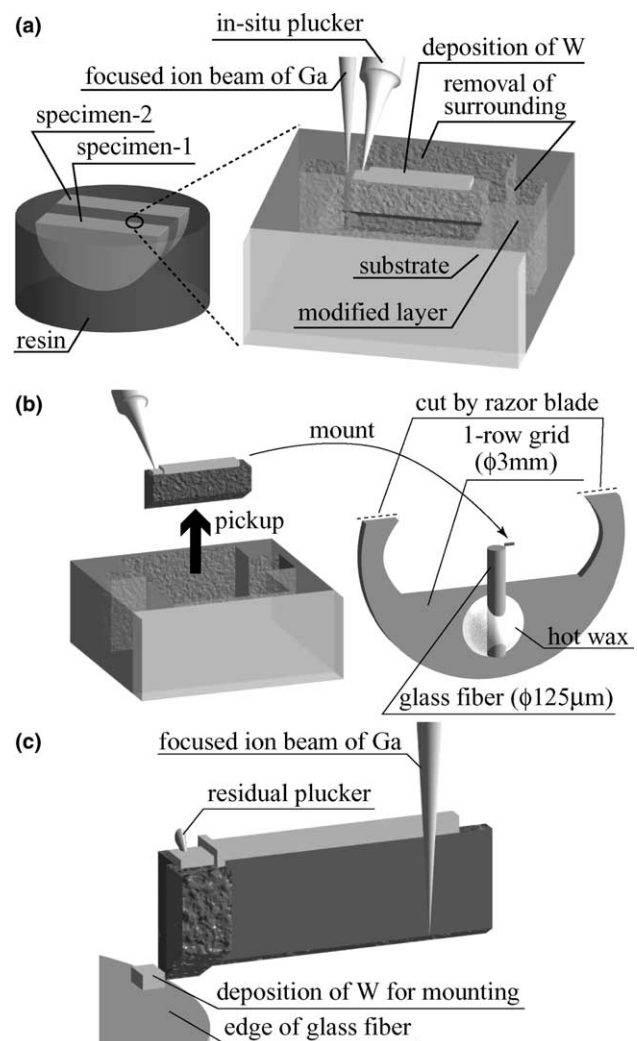 (a)
in-situ plucker
deposition of W
focused ion beam of Ga
removal of
surrounding
specimen-2
specimen-1
substrate
modified layer
resin
(b)
cut by razor blade
mount
1-row grid
(ϕ3mm)
pickup
hot wax
glass fiber (ϕ125μm)
(c)
focused ion beam of Ga
residual plucker
deposition of W for mounting
edge of glass fiber